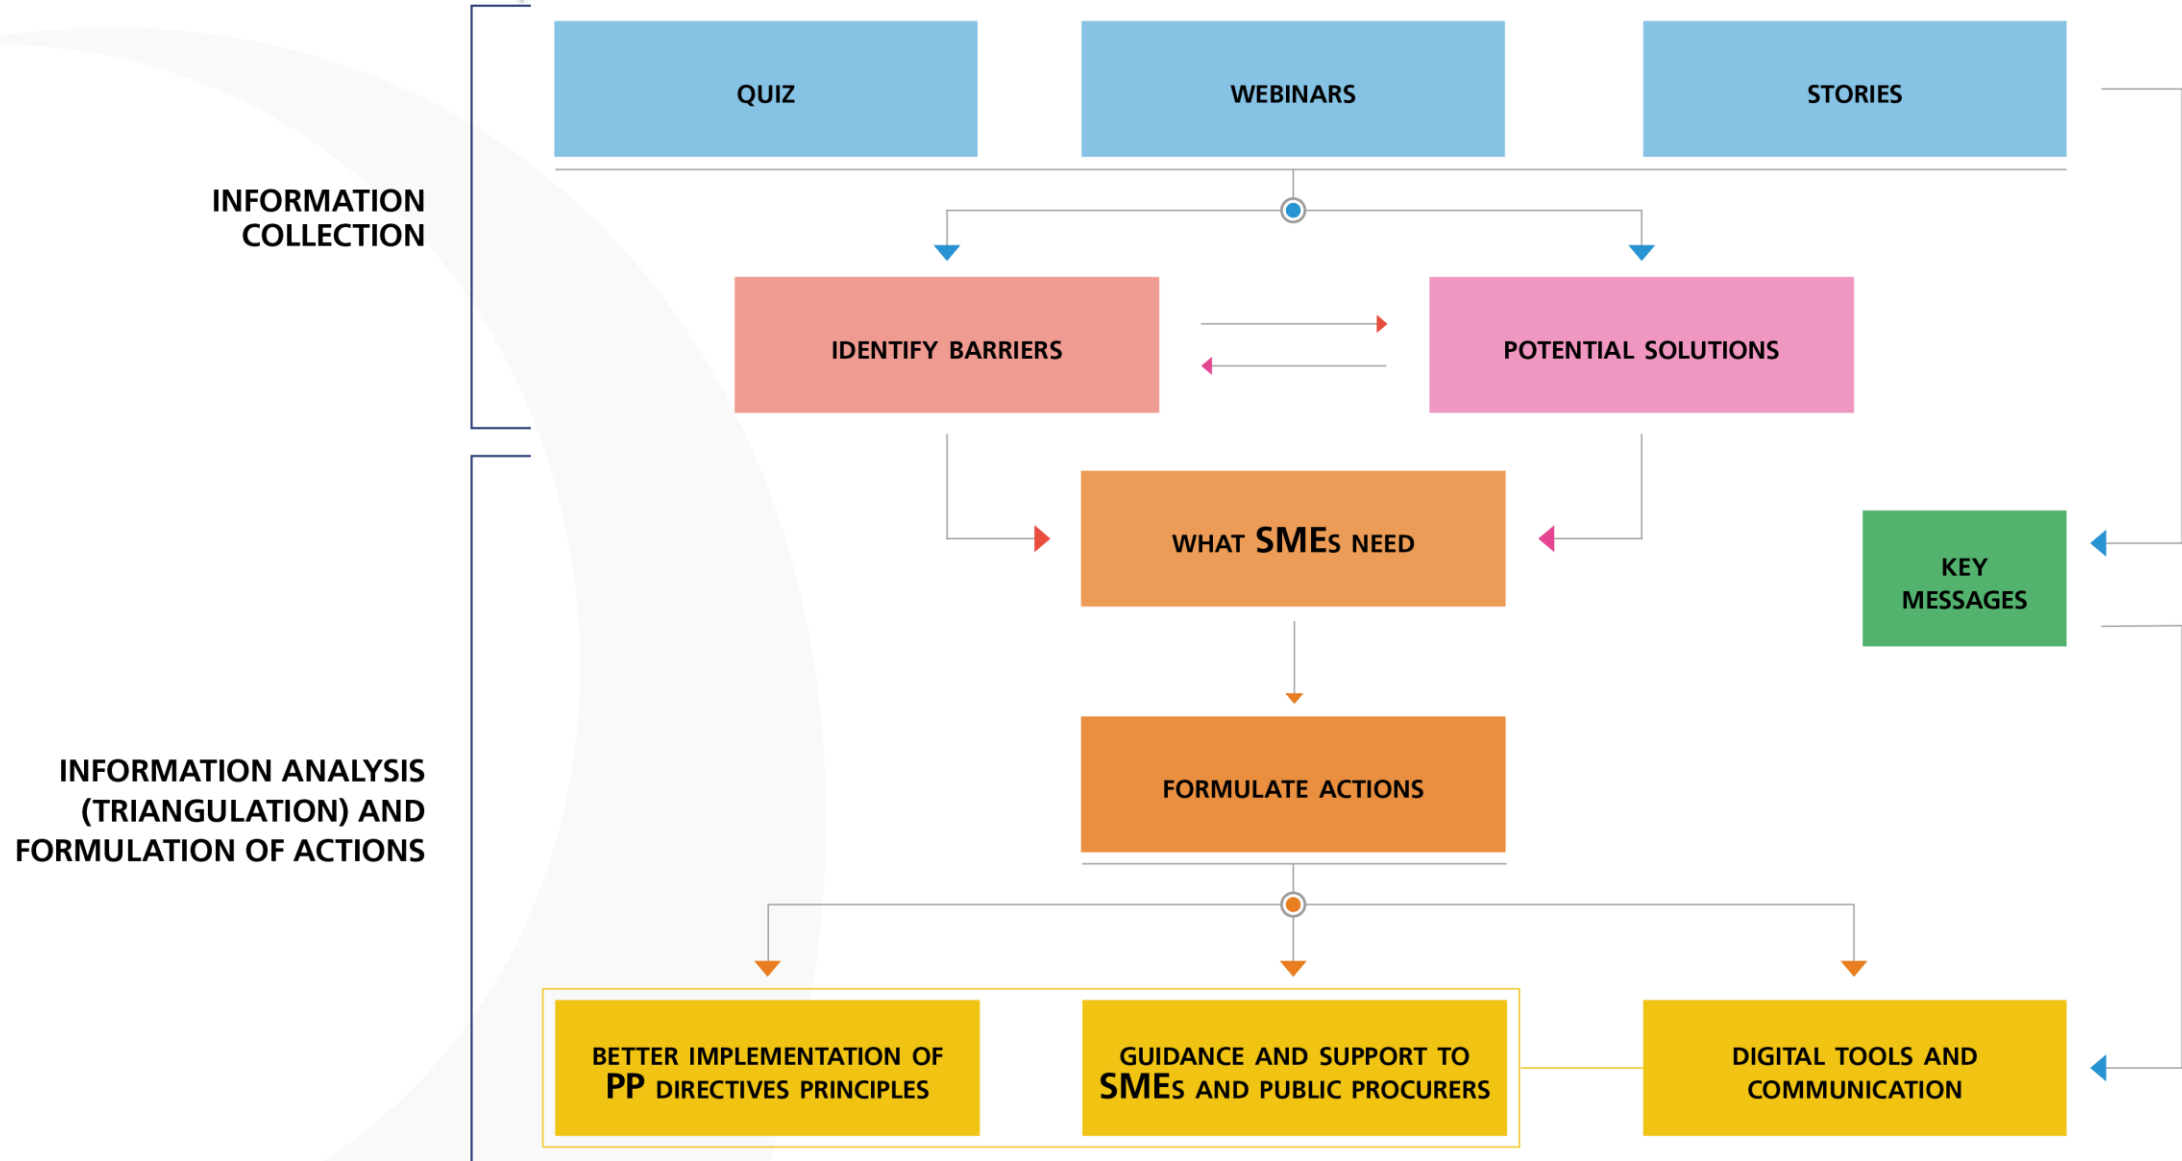 QUIZ
WEBINARS
STORIES
INFORMATION
COLLECTION
IDENTIFY BARRIERS
POTENTIAL SOLUTIONS
WHAT SMES NEED
KEY
MESSAGES
FORMULATE ACTIONS
INFORMATION ANALYSIS
(TRIANGULATION) AND
FORMULATION OF ACTIONS
BETTER IMPLEMENTATION OF
PP DIRECTIVES PRINCIPLES
GUIDANCE AND SUPPORT TO
SMES AND PUBLIC PROCURERS
DIGITAL TOOLS AND
COMMUNICATION